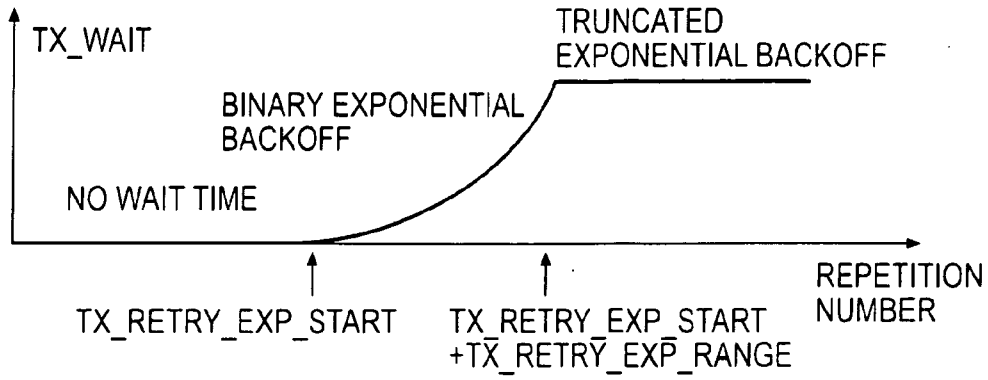 TX_WAIT
TRUNCATED
EXPONENTIAL BACKOFF
BINARY EXPONENTIAL
BACKOFF
NO WAIT TIME
REPETITION
NUMBER
TX_RETRY_EXP_START
TX_RETRY_EXP_START
+TX_RETRY_EXP_RANGE